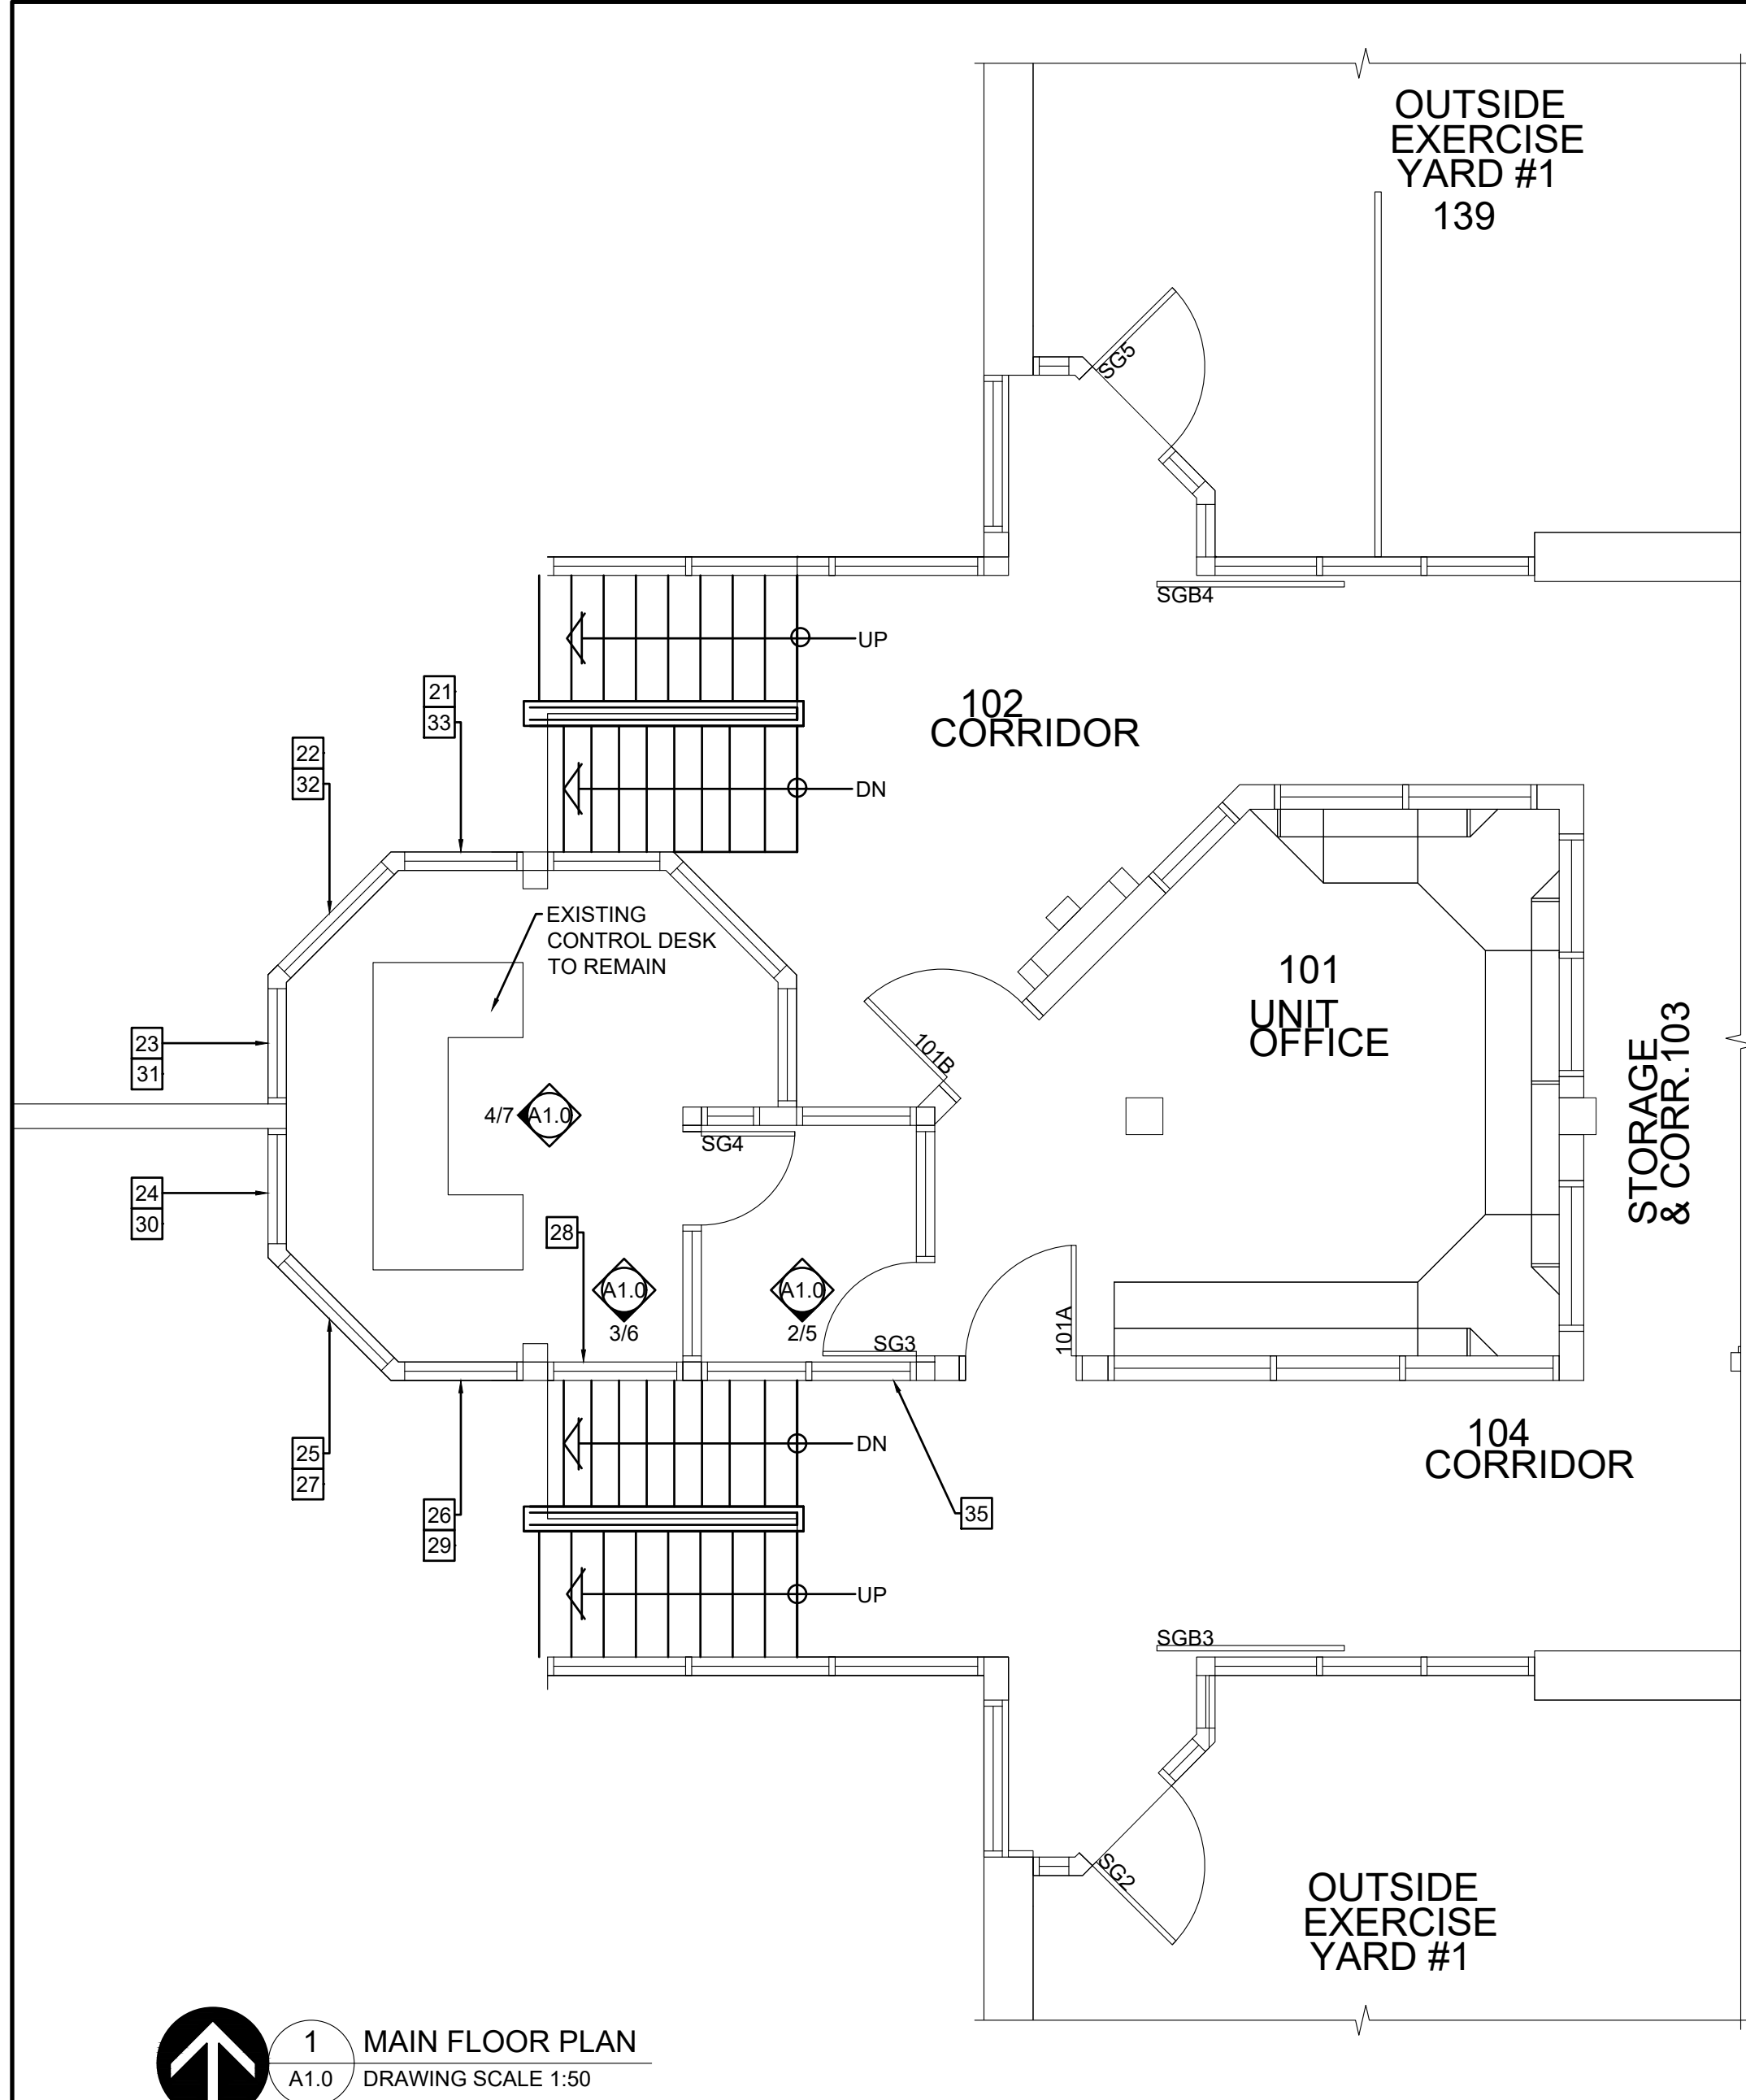 OUTSIDE
EXERCISE
YARD #1
139
SG5
SGB4
UP
102
CORRIDOR
21
33
22
32
DN
EXISTING
CONTROL DESK
TO REMAIN
101
UNIT
OFFICE
101B
23
31
STORAGE
& CORR.103
4/7
A1.0
SG4
24
30
28
A1.0
3/6
A1.0
2/5
SG3
101A
DN
104
CORRIDOR
25
27
26
29
35
UP
SGB3
SG2
OUTSIDE
EXERCISE
YARD #1
1
MAIN FLOOR PLAN
A1.0
DRAWING SCALE 1:50